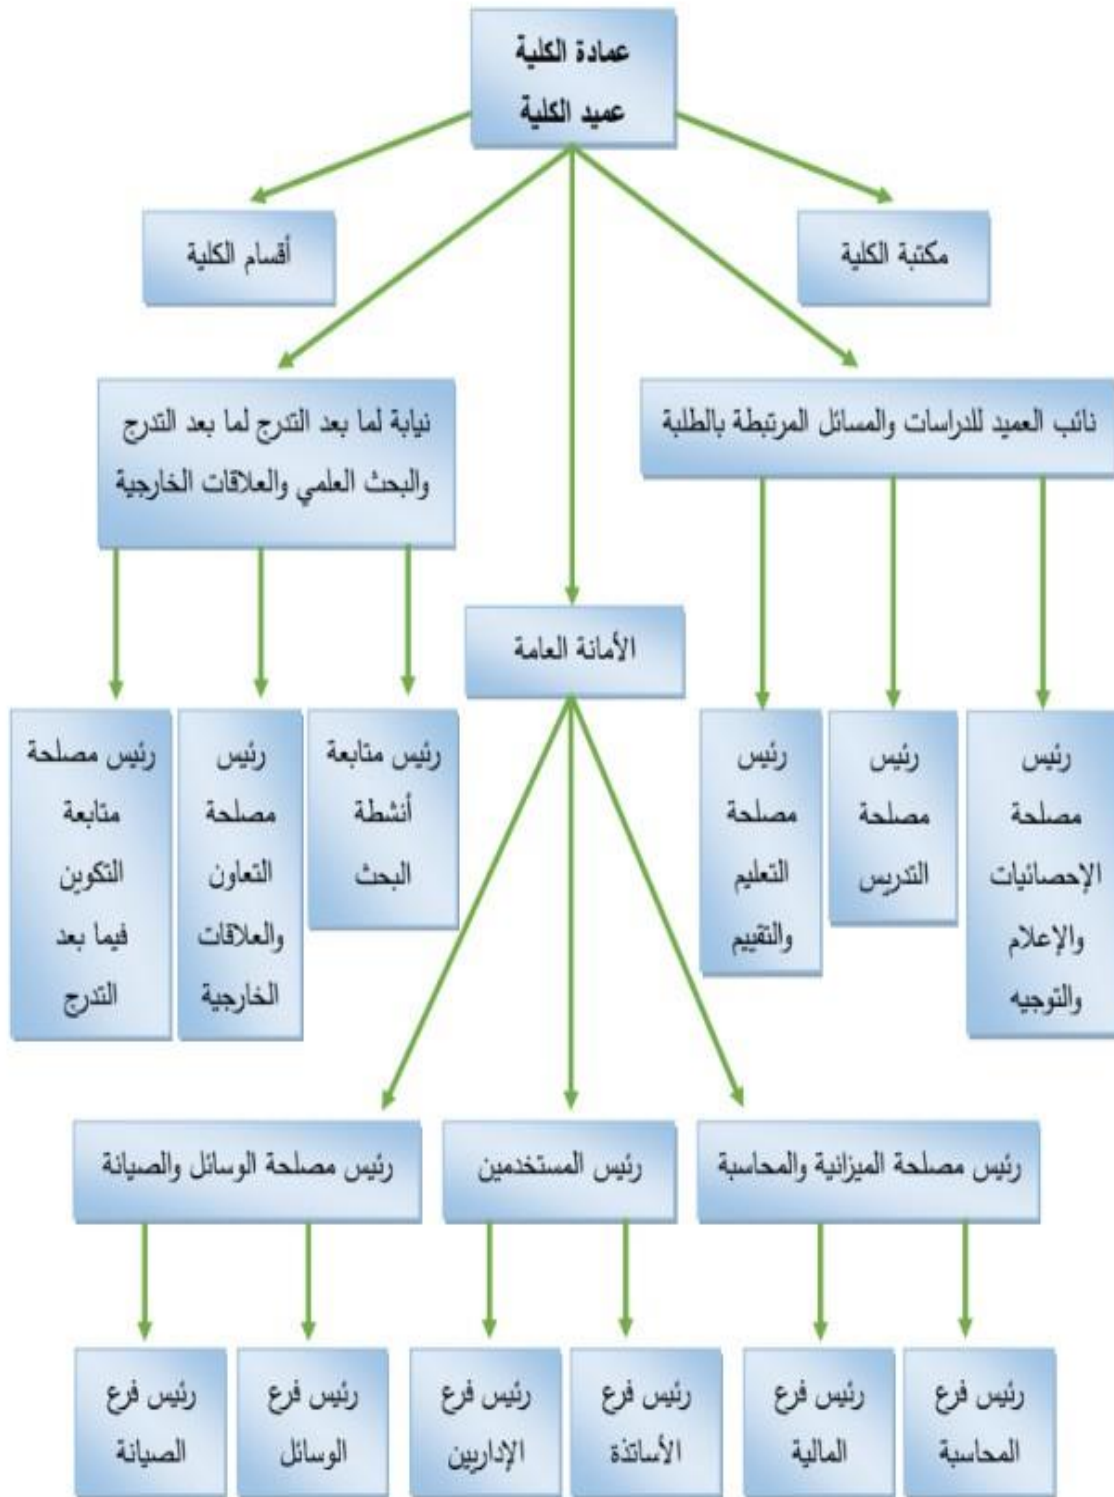 عمادة الكلية
عميد الكلية
مكتبة الكلية
أقسام الكلية
نائب العميد للدراسات والمسائل المرتبطة بالطلبة
نيابة لما بعد التدرج لما بعد التدرج
والبحث العلمي والعلاقات الخارجية
الأمانة العامة
رئيس
مصلحة
الإحصائيات
والإعلام
والتوجيه
رئيس
مصلحة
التدريس
رئيس
مصلحة
التعليم
والتقييم
رئيس متابعة
أنشطة
البحث
رئيس
مصلحة
التعاون
والعلاقات
الخارجية
رئيس مصلحة
متابعة
التكوين
فيما بعد
التدرج
رئيس مصلحة الميزانية والمحاسبة
رئيس المستخدمين
رئيس مصلحة الوسائل والصيانة
رئيس فرع
المحاسبة
رئيس فرع
المالية
رئيس فرع
الأساتذة
رئيس فرع
الإداريين
رئيس فرع
الوسائل
رئيس فرع
الصيانة